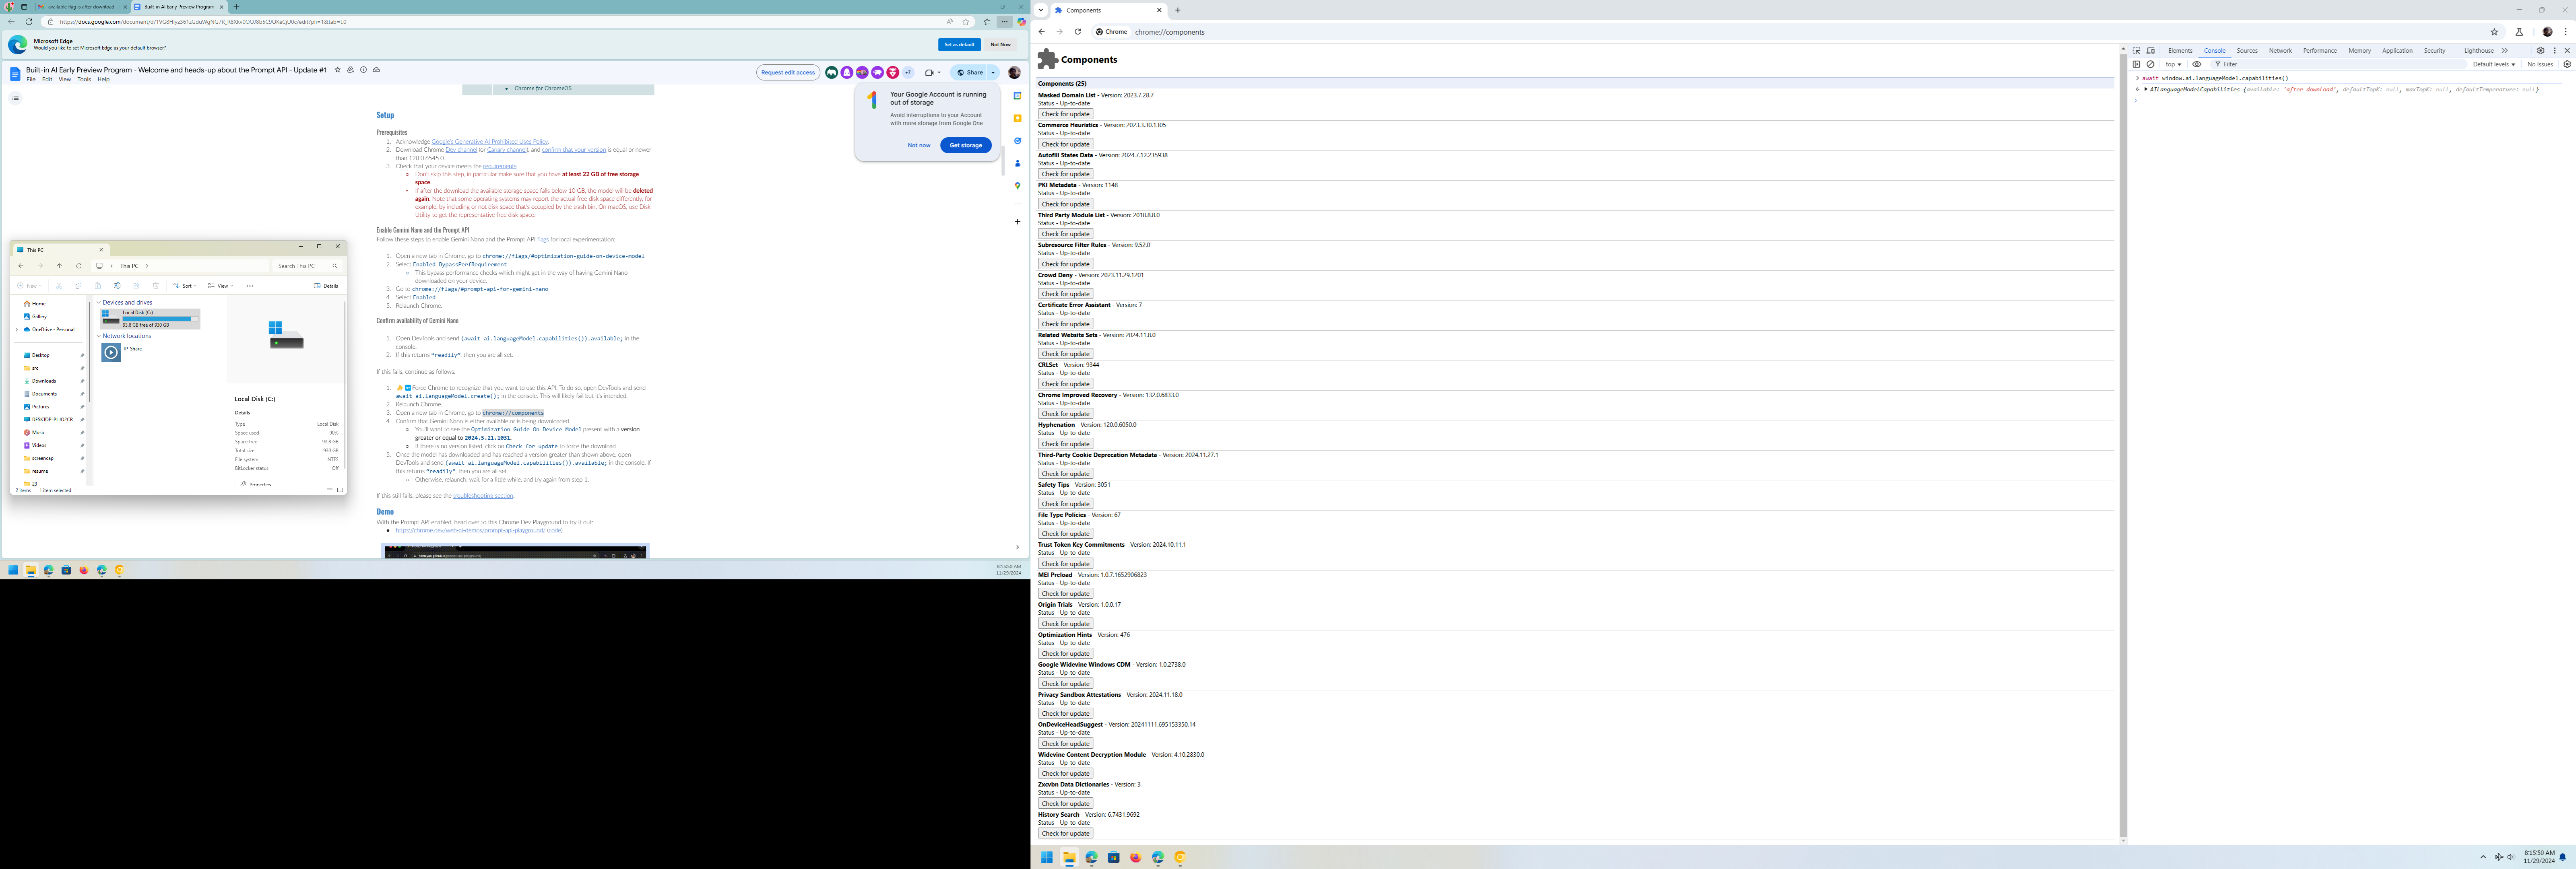 available flag is after download -
Built-in AI Early Preview Program
https://docs.google.com/document/d/
Microsoft Edge
Would you like to set Microsoft Edge as your default browser?
Set as default
Not Now
Built-in AI Early Preview Program - Welcome and heads-up about the Prompt API - Update #1
File Edit View Tools Help
Request edit access
+7
Share
Chrome for ChromeOS
Your Google Account is running out of storage
Avoid interruptions to your Account with more storage from Google One
Not now
Get storage
Setup
Prerequisites
1. Acknowledge Google's Generative AI Prohibited Uses Policy.
2. Download Chrome Dev channel (or Canary channel), and confirm that your version is equal or newer
than 128.0.6545.0.
3. Check that your device meets the requirements.
Don't skip this step, in particular make sure that you have at least 22 GB of free storage
space.
If after the download the available storage space falls below 10 GB, the model will be deleted
again. Note that some operating systems may report the actual free disk space differently, for
example, by including or not disk space that's occupied by the trash bin. On macOS, use Disk
Utility to get the representative free disk space.
Enable Gemini Nano and the Prompt API
Follow these steps to enable Gemini Nano and the Prompt API flags for local experimentation:
1. Open a new tab in Chrome, go to chrome://flags/#optimization-guide-on-device-model
2. Select Enabled BypassPerfRequirement
This bypass performance checks which might get in the way of having Gemini Nano
downloaded on your device.
3. Go to chrome://flags/#prompt-api-for-gemini-nano
4. Select Enabled
5. Relaunch Chrome.
Confirm availability of Gemini Nano
1. Open DevTools and send (await ai.languageModel.capabilities()).available; in the
console.
2. If this returns "readily", then you are all set.
If this fails, continue as follows:
1. Force Chrome to recognize that you want to use this API. To do so, open DevTools and send
await ai.languageModel.create(); in the console. This will likely fail but it's intended.
2. Relaunch Chrome.
3. Open a new tab in Chrome, go to chrome://components
4. Confirm that Gemini Nano is either available or is being downloaded
You'll want to see the Optimization Guide On Device Model present with a version
greater or equal to 2024.5.21.1031.
If there is no version listed, click on Check for update to force the download.
5. Once the model has downloaded and has reached a version greater than shown above, open
DevTools and send (await ai.languageModel.capabilities()).available; in the console. If
this returns "readily", then you are all set.
Otherwise, relaunch, wait for a little while, and try again from step 1.
If this still fails, please see the troubleshooting section.
Demo
With the Prompt API enabled, head over to this Chrome Dev Playground to try it out:
https://chrome.dev/web-ai-demos/prompt-api-playground/ (code)
This PC
This PC
Search This PC
New
Sort
View
Details
Home
Gallery
OneDrive - Personal
Desktop
src
Downloads
Documents
Pictures
DESKTOP-PLJOZCR
Music
Videos
screencap
resume
23
Devices and drives
Local Disk (C:)
93.8 GB free of 930 GB
Network locations
Local Disk (C:)
Details
Type Local Disk
Space used 90%
Space free 93.8 GB
Total size 930 GB
File system NTFS
BitLocker status Off
Properties
2 items 1 item selected
8:15:50 AM
11/29/2024
Components
Chrome
chrome://components
Components
Components (25)
Masked Domain List - Version: 2023.7.28.7
Status - Up-to-date
Check for update
Commerce Heuristics - Version: 2023.3.30.1305
Status - Up-to-date
Check for update
Autofill States Data - Version: 2024.7.12.235938
Status - Up-to-date
Check for update
PKI Metadata - Version: 1148
Status - Up-to-date
Check for update
Third Party Module List - Version: 2018.8.8.0
Status - Up-to-date
Check for update
Subresource Filter Rules - Version: 9.52.0
Status - Up-to-date
Check for update
Crowd Deny - Version: 2023.11.29.1201
Status - Up-to-date
Check for update
Certificate Error Assistant - Version: 7
Status - Up-to-date
Check for update
Related Website Sets - Version: 2024.11.8.0
Status - Up-to-date
Check for update
CRLSet - Version: 9344
Status - Up-to-date
Check for update
Chrome Improved Recovery - Version: 132.0.6833.0
Status - Up-to-date
Check for update
Hyphenation - Version: 120.0.6050.0
Status - Up-to-date
Check for update
Third-Party Cookie Deprecation Metadata - Version: 2024.11.27.1
Status - Up-to-date
Check for update
Safety Tips - Version: 3051
Status - Up-to-date
Check for update
File Type Policies - Version: 67
Status - Up-to-date
Check for update
Trust Token Key Commitments - Version: 2024.10.11.1
Status - Up-to-date
Check for update
MEI Preload - Version: 1.0.7.1652906823
Status - Up-to-date
Check for update
Origin Trials - Version: 1.0.0.17
Status - Up-to-date
Check for update
Optimization Hints - Version: 476
Status - Up-to-date
Check for update
Google Widevine Windows CDM - Version: 1.0.2738.0
Status - Up-to-date
Check for update
Privacy Sandbox Attestations - Version: 2024.11.18.0
Status - Up-to-date
Check for update
OnDeviceHeadSuggest - Version: 20241111.695153350.14
Status - Up-to-date
Check for update
Widevine Content Decryption Module - Version: 4.10.2830.0
Status - Up-to-date
Check for update
Zxcvbn Data Dictionaries - Version: 3
Status - Up-to-date
Check for update
History Search - Version: 6.7431.9692
Status - Up-to-date
Check for update
Elements Console Sources Network Performance Memory Application Security Lighthouse
top
Filter
Default levels
No Issues
await window.ai.languageModel.capabilities()
AILanguageModelCapabilities {available: 'after-download', defaultTopK: null, maxTopK: null, defaultTemperature: null}
8:15:50 AM
11/29/2024